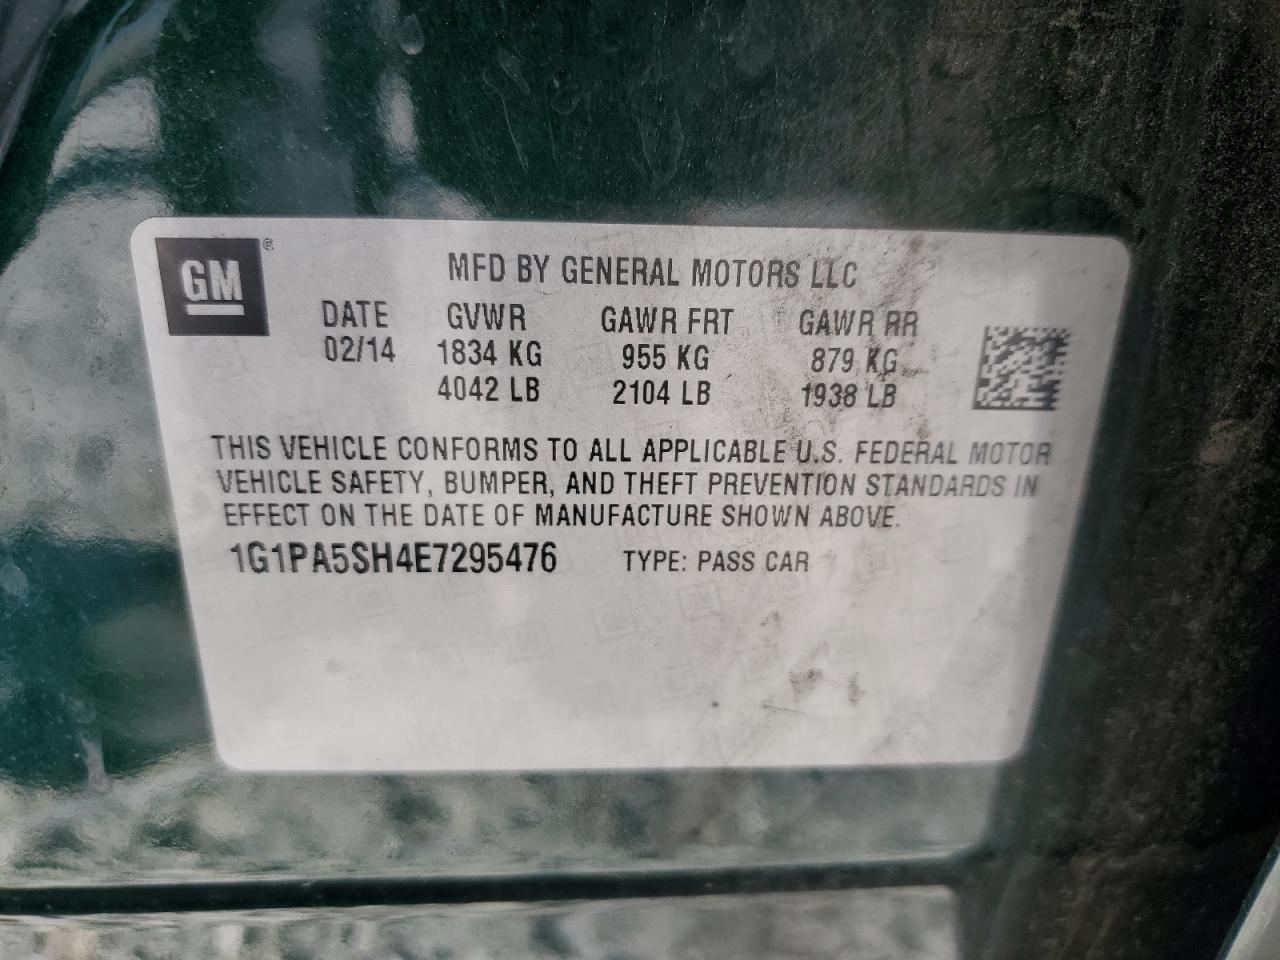 GM ®
MFD BY GENERAL MOTORS LLC
DATE GVWR GAWR FRT GAWR RR
02/14 1834 KG 955 KG 879 KG
4042 LB 2104 LB 1938 LB
THIS VEHICLE CONFORMS TO ALL APPLICABLE U.S. FEDERAL MOTOR
VEHICLE SAFETY, BUMPER, AND THEFT PREVENTION STANDARDS IN
EFFECT ON THE DATE OF MANUFACTURE SHOWN ABOVE.
1G1PA5SH4E7295476 TYPE: PASS CAR